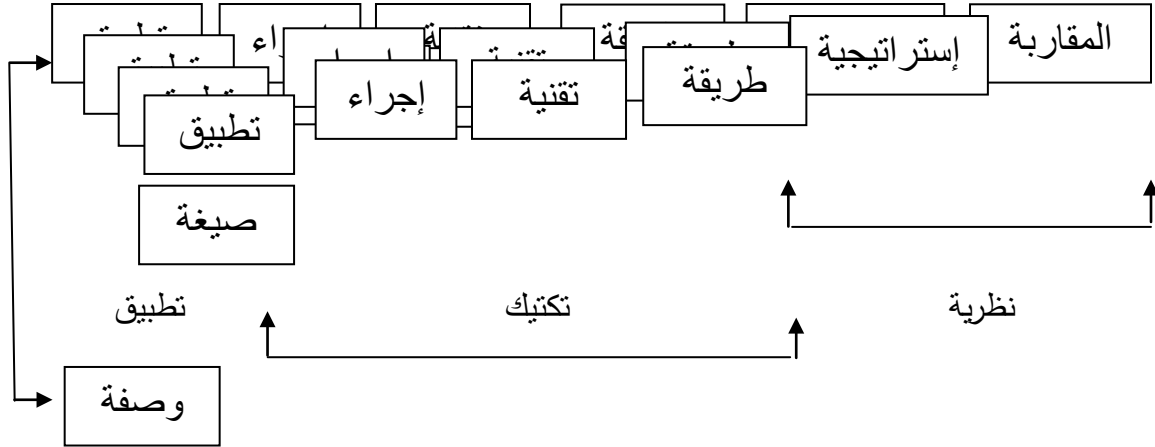 المقاربة
إستراتيجية
طريقة
تقنية
إجراء
تطبيق
صيغة
نظرية
تكتيك
تطبيق
وصفة